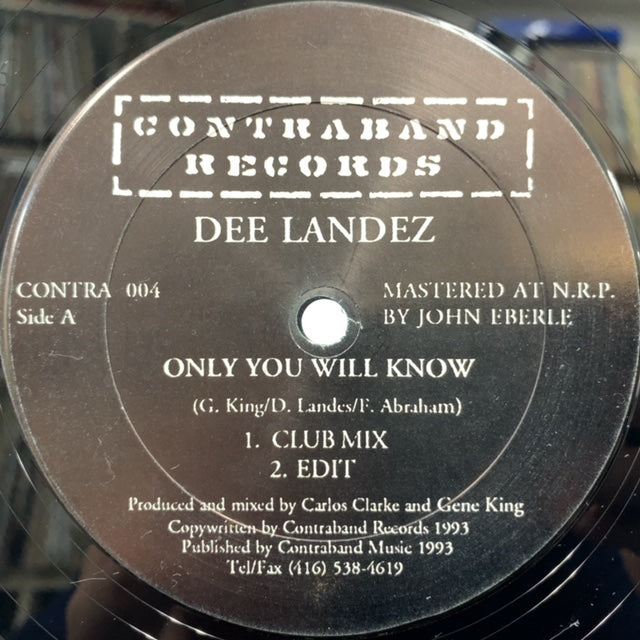 CONTRABAND
RECORDS
DEE LANDEZ
CONTRA 004
Side A
MASTERED AT N.R.P.
BY JOHN EBERLE
ONLY YOU WILL KNOW
(G. King/D. Landes/F. Abraham)
1. CLUB MIX
2. EDIT
Produced and mixed by Carlos Clarke and Gene King
Copywritten by Contraband Records 1993
Published by Contraband Music 1993
Tel/Fax (416) 538-4619